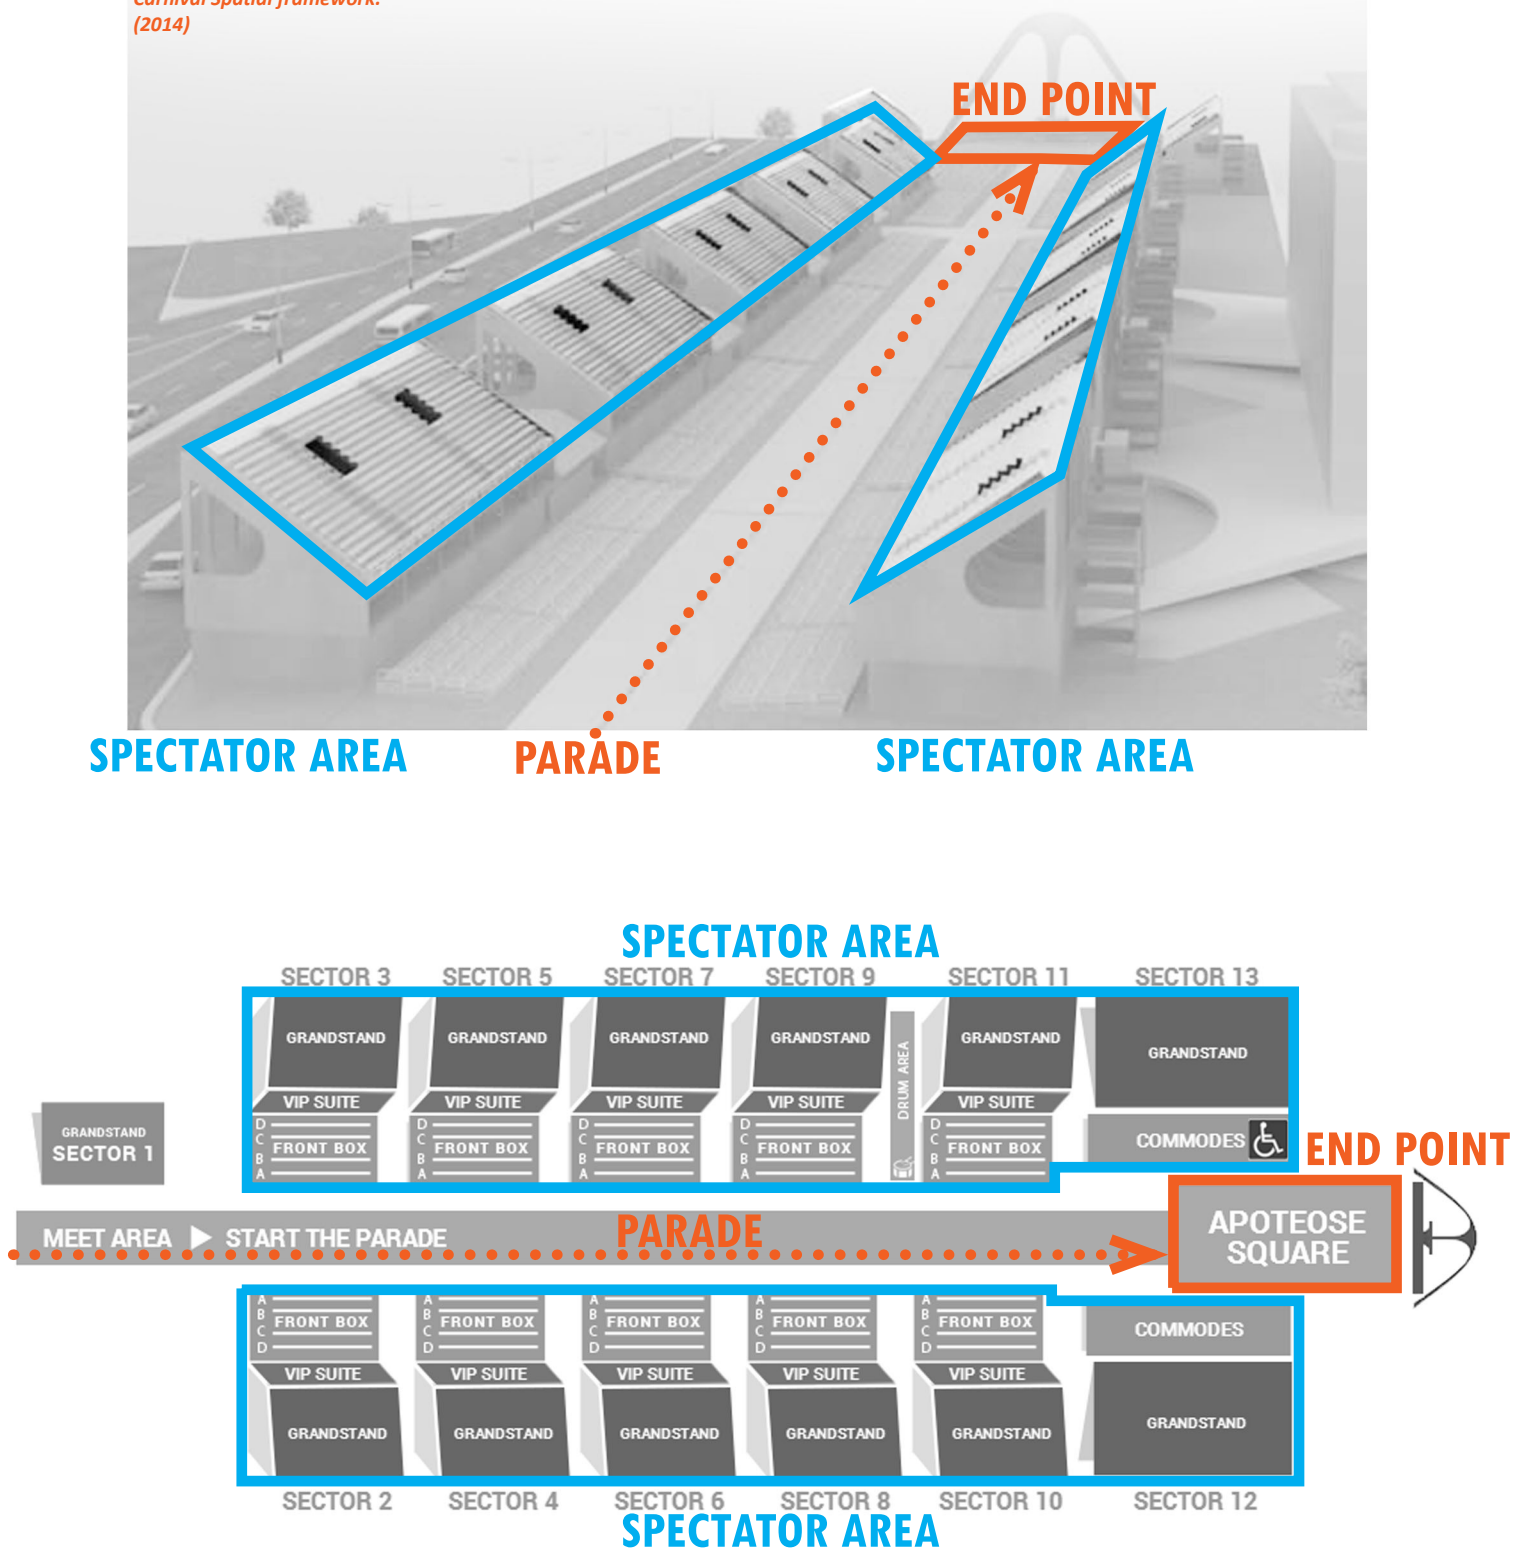 Carnival Spatial framework.
(2014)
END POINT
SPECTATOR AREA
PARADE
SPECTATOR AREA
SPECTATOR AREA
SECTOR 3
SECTOR 5
SECTOR 7
SECTOR 9
SECTOR 11
SECTOR 13
GRANDSTAND
GRANDSTAND
GRANDSTAND
GRANDSTAND
GRANDSTAND
GRANDSTAND
DRUM AREA
VIP SUITE
VIP SUITE
VIP SUITE
VIP SUITE
VIP SUITE
D
C
B
A
FRONT BOX
D
C
B
A
FRONT BOX
D
C
B
A
FRONT BOX
D
C
B
A
FRONT BOX
D
C
B
A
FRONT BOX
COMMODES
GRANDSTAND
SECTOR 1
END POINT
MEET AREA
START THE PARADE
PARADE
APOTEOSE
SQUARE
A
B
C
D
FRONT BOX
A
B
C
D
FRONT BOX
A
B
C
D
FRONT BOX
A
B
C
D
FRONT BOX
A
B
C
D
FRONT BOX
COMMODES
VIP SUITE
VIP SUITE
VIP SUITE
VIP SUITE
VIP SUITE
GRANDSTAND
GRANDSTAND
GRANDSTAND
GRANDSTAND
GRANDSTAND
GRANDSTAND
SECTOR 2
SECTOR 4
SECTOR 6
SECTOR 8
SECTOR 10
SECTOR 12
SPECTATOR AREA